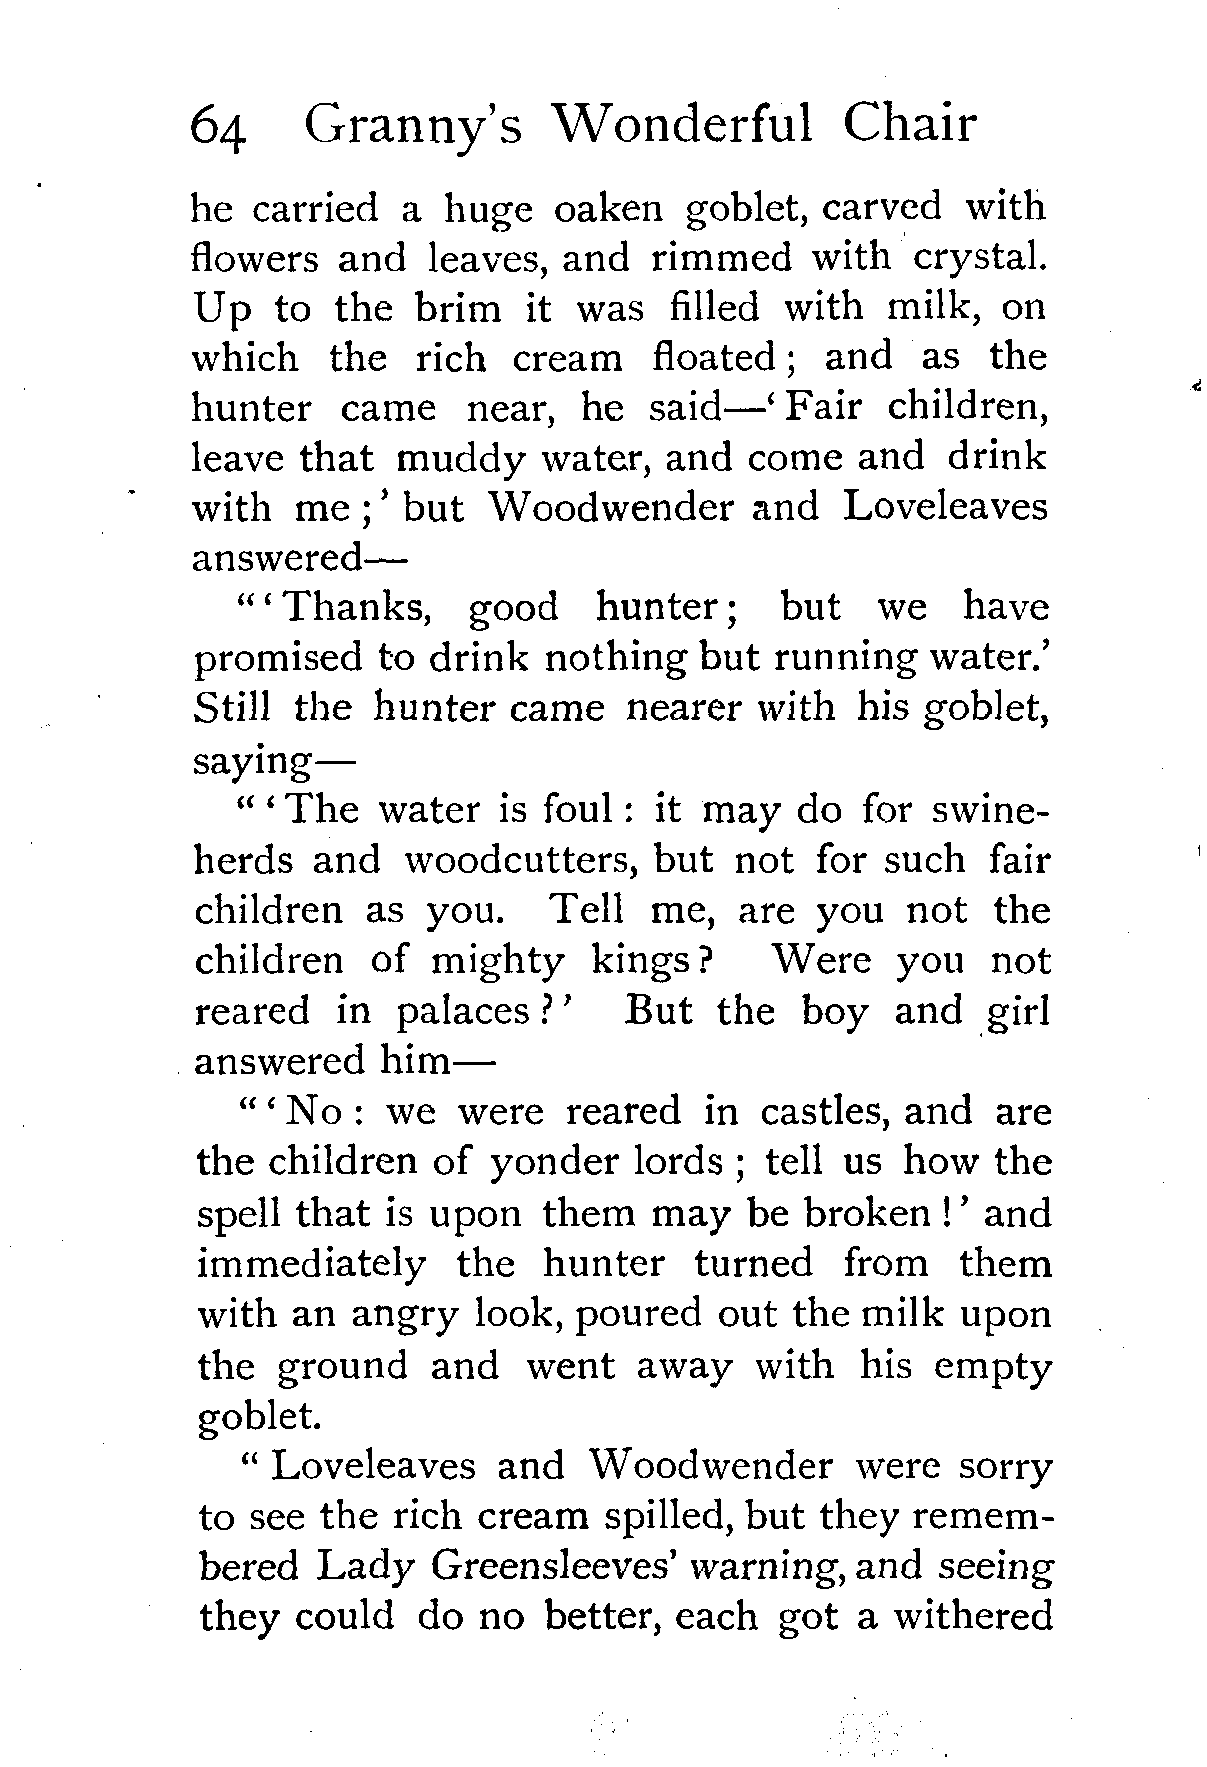 64 Granny's Wonderful Chair
he carried a huge oaken goblet, carved with
flowers and leaves, and rimmed with crystal.
Up to the brim it was filled with milk, on
which the rich cream floated; and as the
hunter came near, he said—'Fair children,
leave that muddy water, and come and drink
with me;' but Woodwender and Loveleaves
answered—
"'Thanks, good hunter; but we have
promised to drink nothing but running water.'
Still the hunter came nearer with his goblet,
saying—
"'The water is foul: it may do for swine-
herds and woodcutters, but not for such fair
children as you. Tell me, are you not the
children of mighty kings? Were you not
reared in palaces?' But the boy and girl
answered him—
"'No: we were reared in castles, and are
the children of yonder lords; tell us how the
spell that is upon them may be broken!' and
immediately the hunter turned from them
with an angry look, poured out the milk upon
the ground and went away with his empty
goblet.
"Loveleaves and Woodwender were sorry
to see the rich cream spilled, but they remem-
bered Lady Greensleeves' warning, and seeing
they could do no better, each got a withered